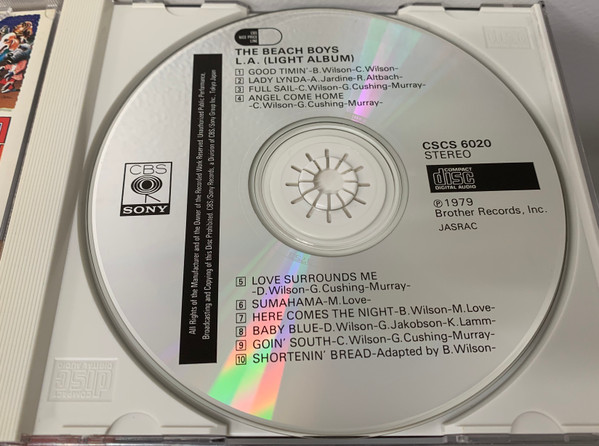 CBS
NICE PRICE
LINE
THE BEACH BOYS
L.A. (LIGHT ALBUM)
1 GOOD TIMIN'-B.Wilson-C.Wilson-
2 LADY LYNDA-A.Jardine-R.Altbach-
3 FULL SAIL-C.Wilson-G.Cushing-Murray-
4 ANGEL COME HOME
-C.Wilson-G.Cushing-Murray-
All Rights of the Manufacturer and of the Owner of the Recorded Work Reserved. Unauthorized Public Performance,
Broadcasting and Copying of this Disc Prohibited. CBS/Sony Records, a Division of CBS/Sony Group Inc., Tokyo Japan
CBS
SONY
CSCS 6020
STEREO
COMPACT
disc
DIGITAL AUDIO
℗1979
Brother Records, Inc.
JASRAC
5 LOVE SURROUNDS ME
-D.Wilson-G.Cushing-Murray-
6 SUMAHAMA-M.Love-
7 HERE COMES THE NIGHT-B.Wilson-M.Love-
8 BABY BLUE-D.Wilson-G.Jakobson-K.Lamm-
9 GOIN' SOUTH-C.Wilson-G.Cushing-Murray-
10 SHORTENIN' BREAD-Adapted by B.Wilson-